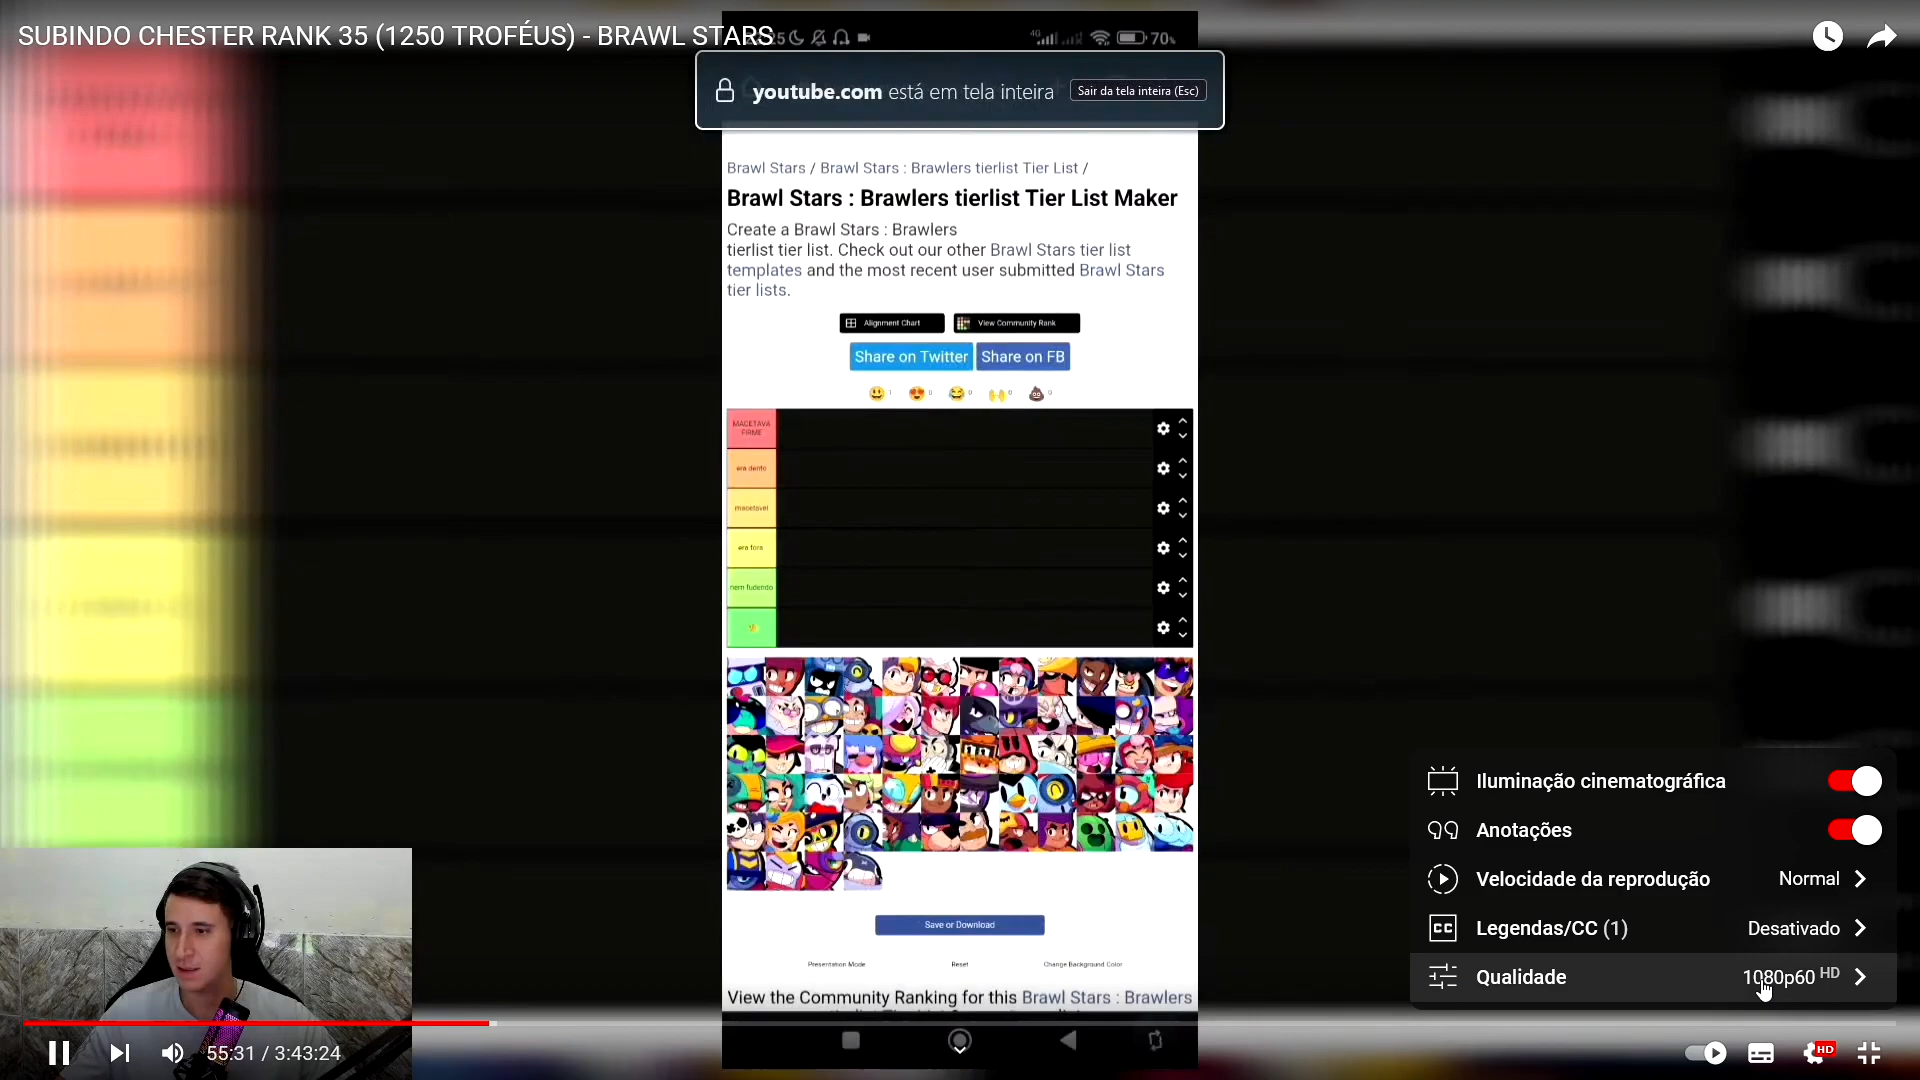 SUBINDO CHESTER RANK 35 (1250 TROFÉUS) - BRAWL STARS
4G 70%
youtube.com está em tela inteira Sair da tela inteira (Esc)
Brawl Stars / Brawl Stars : Brawlers tierlist Tier List /
Brawl Stars : Brawlers tierlist Tier List Maker
Create a Brawl Stars : Brawlers
tierlist tier list. Check out our other Brawl Stars tier list
templates and the most recent user submitted Brawl Stars
tier lists.
Alignment Chart View Community Rank
Share on Twitter Share on FB
MACETAVA
FIRME
era dento
macetavel
era fora
nem fudendo
Save or Download
Presentation Mode Reset Change Background Color
View the Community Ranking for this Brawl Stars : Brawlers
Iluminação cinematográfica
Anotações
Velocidade da reprodução Normal
Legendas/CC (1) Desativado
Qualidade 1080p60 HD
55:31 / 3:43:24
HD